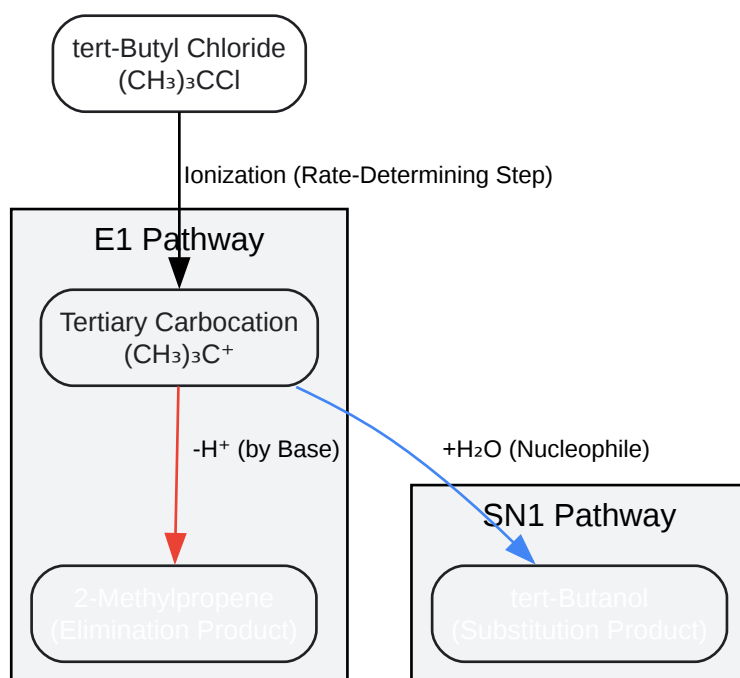 tert-Butyl Chloride
(CH₃)₃CCl
Ionization (Rate-Determining Step)
E1 Pathway
Tertiary Carbocation
(CH₃)₃C⁺
-H⁺ (by Base)
+H₂O (Nucleophile)
SN1 Pathway
2-Methylpropene
(Elimination Product)
tert-Butanol
(Substitution Product)